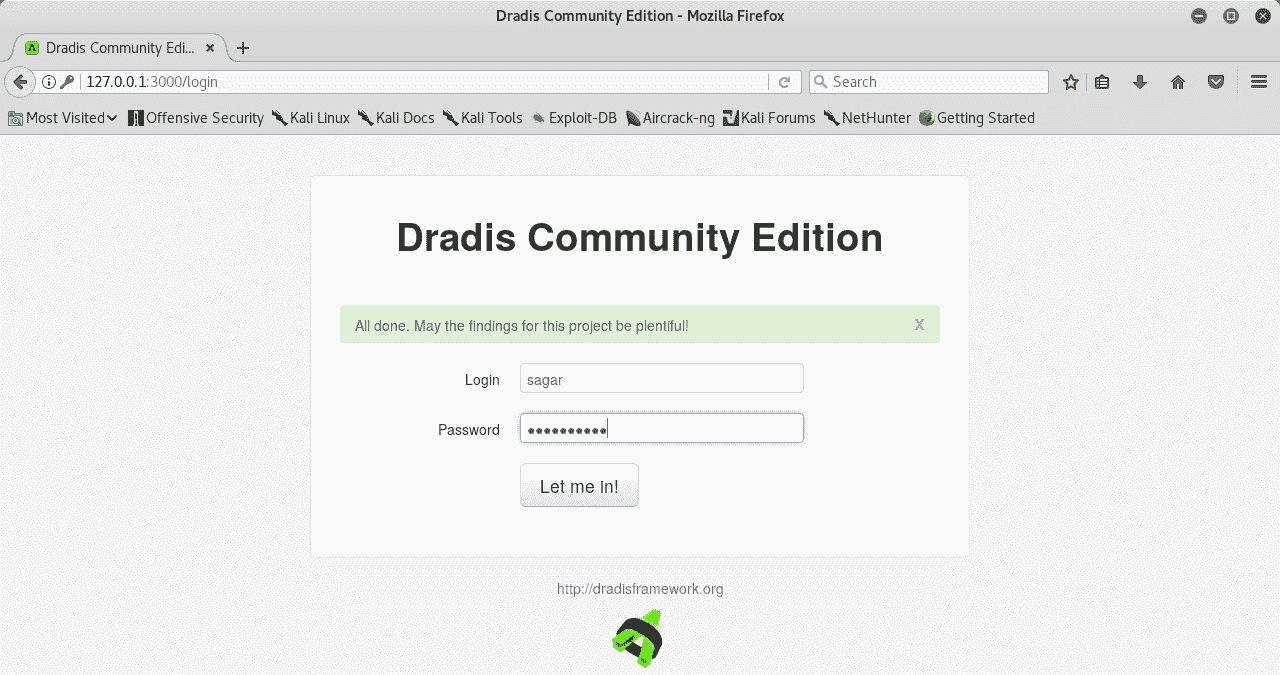 Dradis Community Edition - Mozilla Firefox
Dradis Community Edi...
127.0.0.1:3000/login
Search
Most Visited Offensive Security Kali Linux Kali Docs Kali Tools Exploit-DB Aircrack-ng Kali Forums NetHunter Getting Started
Dradis Community Edition
All done. May the findings for this project be plentiful! X
Login sagar
Password ●●●●●●●●●●
Let me in!
http://dradisframework.org